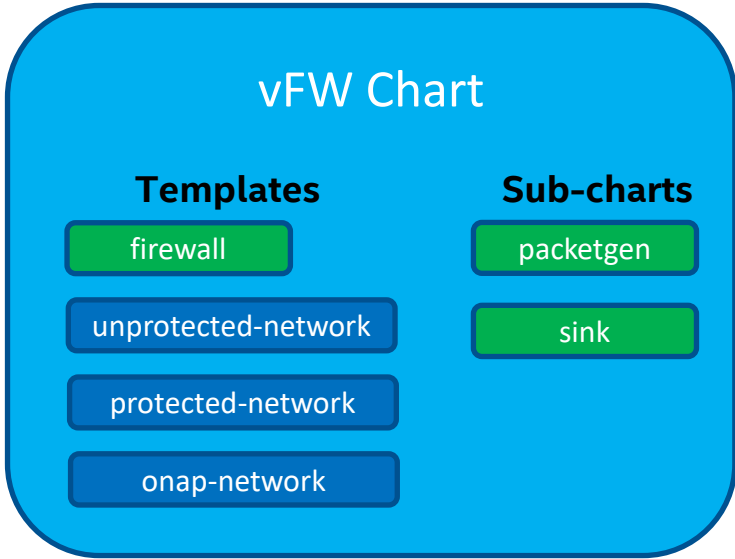 vFW Chart
Templates
firewall
unprotected-network
protected-network
onap-network
Sub-charts
packetgen
sink